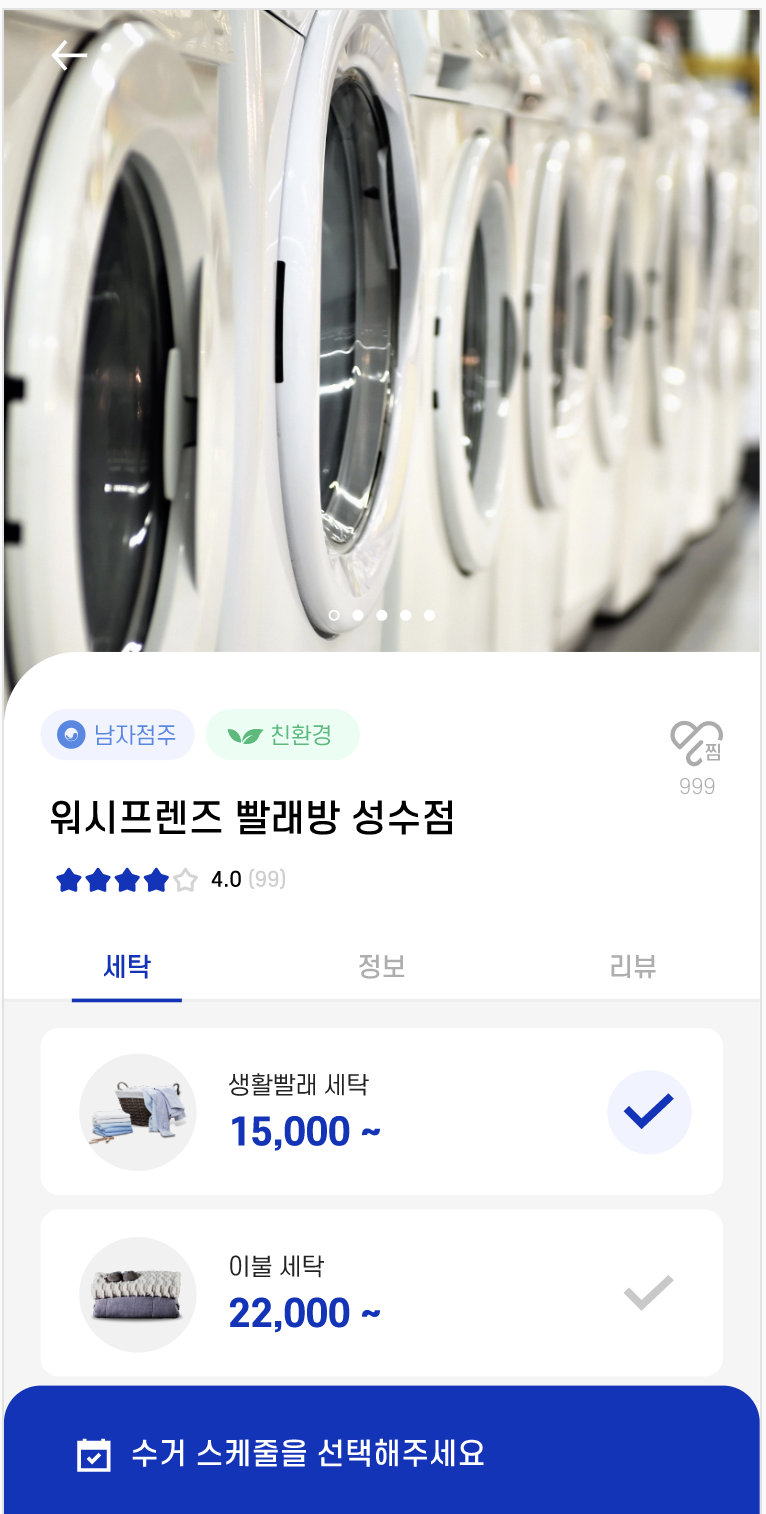 남자점주 친환경
찜
999
워시프렌즈 빨래방 성수점
4.0 (99)
세탁 정보 리뷰
생활빨래 세탁
15,000 ~
이불 세탁
22,000 ~
수거 스케줄을 선택해주세요